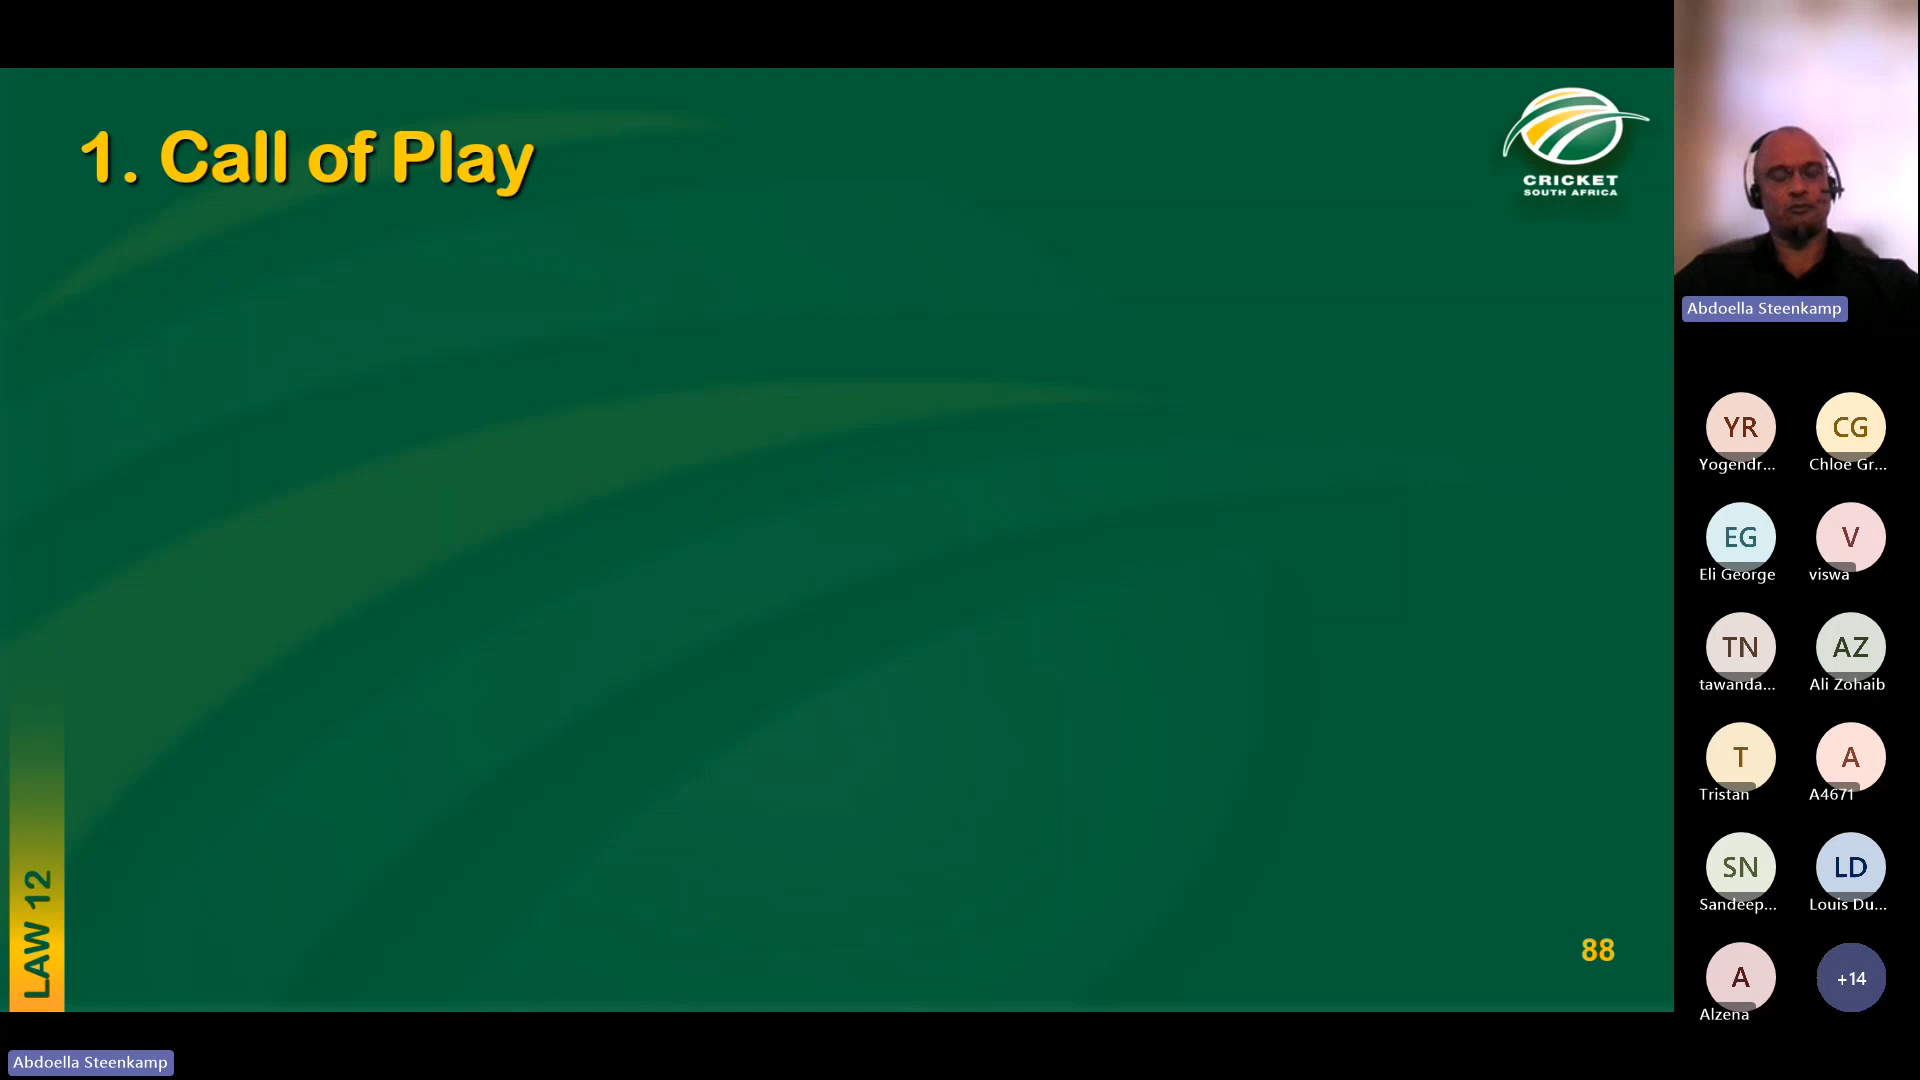 1. Call of Play
CRICKET
SOUTH AFRICA
LAW 12
88
Abdoella Steenkamp
YR
Yogendr...
CG
Chloe Gr...
EG
Eli George
V
viswa
TN
tawanda...
AZ
Ali Zohaib
T
Tristan
A
A4671
SN
Sandeep...
LD
Louis Du...
A
Alzena
+14
Abdoella Steenkamp